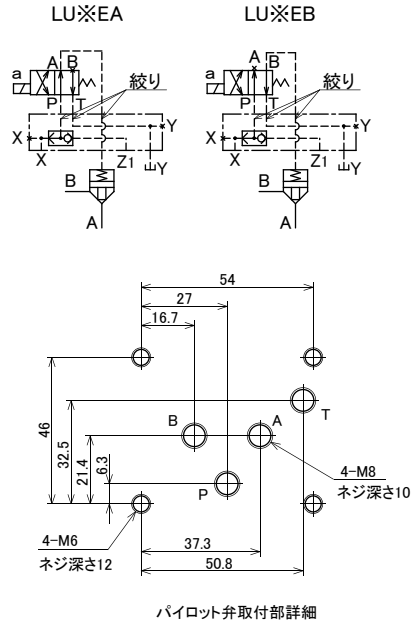 LU※EA
LU※EB
A B
a
絞り
P T
Y
X
X Z1 Y
B
A
A B
a
絞り
P T
Y
X
X Z1 Y
B
A
54
27
16.7
46
32.5
21.4
6.3
B A T
P
4-M8
ネジ深さ10
4-M6
ネジ深さ12
37.3
50.8
パイロット弁取付部詳細